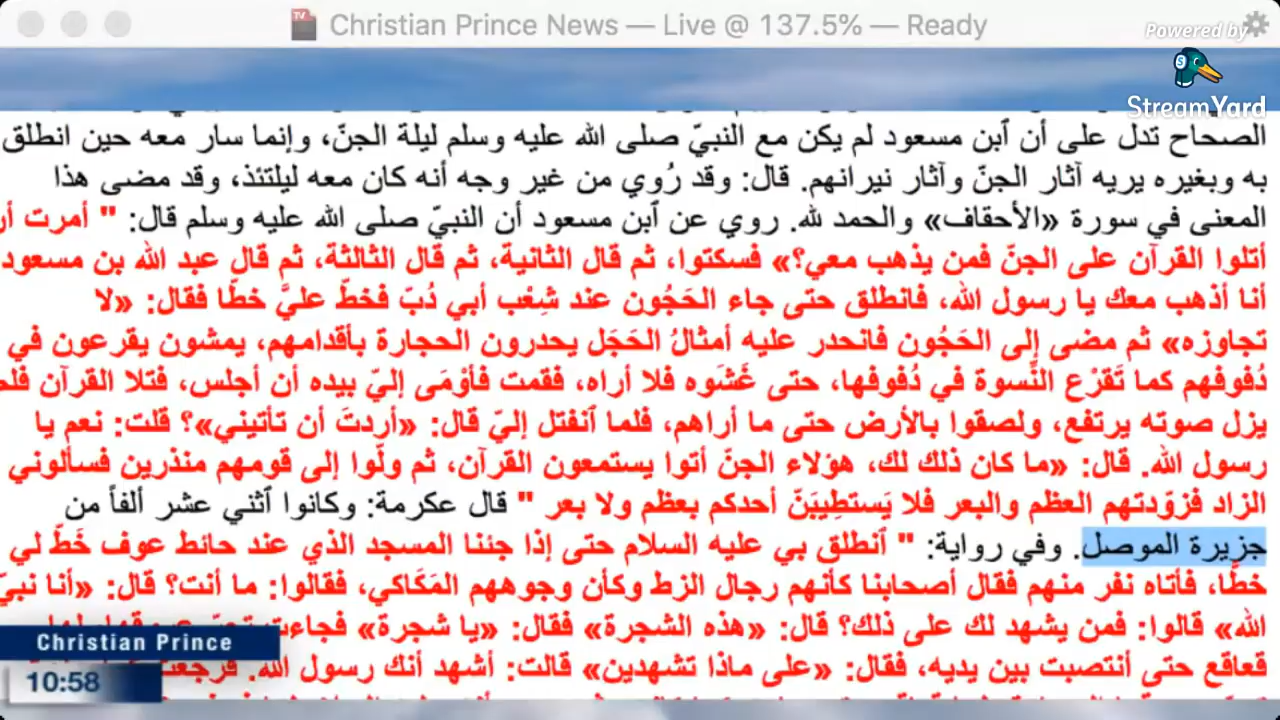 Christian Prince News — Live @ 137.5% — Ready
Powered by
StreamYard
الصحاح تدل على أن ٱبن مسعود لم يكن مع النبيّ صلى الله عليه وسلم ليلة الجنّ، وإنما سار معه حين انطلق
به وبغيره يريه آثار الجنّ وآثار نيرانهم. قال: وقد رُوي من غير وجه أنه كان معه ليلتئذ، وقد مضى هذا
المعنى في سورة «الأحقاف» والحمد لله. روي عن ٱبن مسعود أن النبيّ صلى الله عليه وسلم قال: " أمرت أن
أتلوا القرآن على الجنّ فمن يذهب معي؟» فسكتوا، ثم قال الثانية، ثم قال الثالثة، ثم قال عبد الله بن مسعود
أنا أذهب معك يا رسول الله، فانطلق حتى جاء الحَجُون عند شِعْب أبي دُبّ فخطّ عليَّ خطًّا فقال: «لا
تجاوزه» ثم مضى إلى الحَجُون فانحدر عليه أمثالُ الحَجَل يحدرون الحجارة بأقدامهم، يمشون يقرعون في
دُفوفهم كما تَقرْع النِّسوة في دُفوفها، حتى غَشَوه فلا أراه، فقمت فأوْمَى إليّ بيده أن أجلس، فتلا القرآن فلم
يزل صوته يرتفع، ولصقوا بالأرض حتى ما أراهم، فلما ٱنفتل إليّ قال: «أردتَ أن تأتيني»؟ قلت: نعم يا
رسول الله. قال: «ما كان ذلك لك، هؤلاء الجنّ أتوا يستمعون القرآن، ثم ولّوا إلى قومهم منذرين فسألوني
الزاد فزوّدتهم العظم والبعر فلا يَستطِيبَنّ أحدكم بعظم ولا بعر " قال عكرمة: وكانوا ٱثني عشر ألفاً من
جزيرة الموصل. وفي رواية: " ٱنطلق بي عليه السلام حتى إذا جئنا المسجد الذي عند حائط عوف خَطّ لي
خطًّا، فأتاه نفر منهم فقال أصحابنا كأنهم رجال الزط وكأن وجوههم المَكَاكي، فقالوا: ما أنت؟ قال: «أنا نبيّ
الله» قالوا: فمن يشهد لك على ذلك؟ قال: «هذه الشجرة» فقال: «يا شجرة» فجاءت
قعاقع حتى أنتصبت بين يديه، فقال: «على ماذا تشهدين» قالت: أشهد أنك رسول الله. فرجعت
Christian Prince
10:58